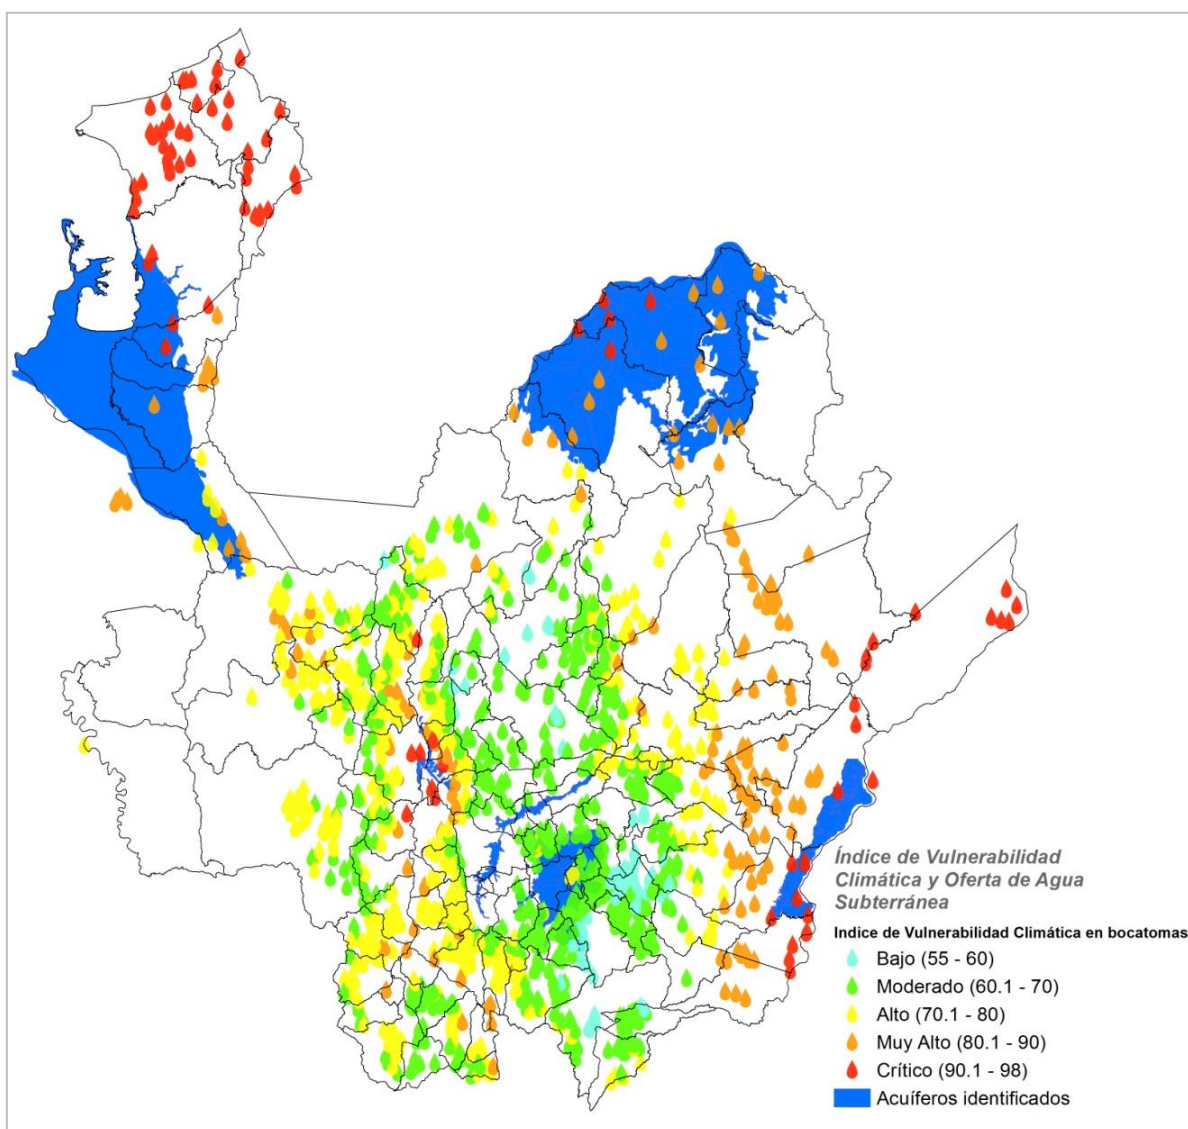 Índice de Vulnerabilidad
Climática y Oferta de Agua
Subterránea
Indice de Vulnerabilidad Climática en bocatomas
Bajo (55 - 60)
Moderado (60.1 - 70)
Alto (70.1 - 80)
Muy Alto (80.1 - 90)
Crítico (90.1 - 98)
Acuíferos identificados